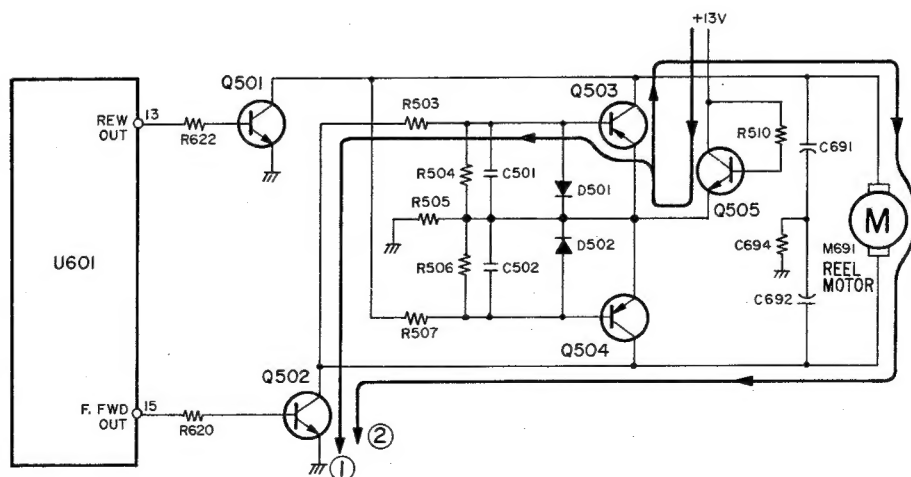 +13V
Q501
Q503
REW
OUT
13
R622
R503
R510
C691
R504
C501
D501
Q505
R505
M
U601
R506
C502
D502
C694
M691
REEL
MOTOR
C692
R507
Q504
Q502
F. FWD
OUT
15
R620
①
②